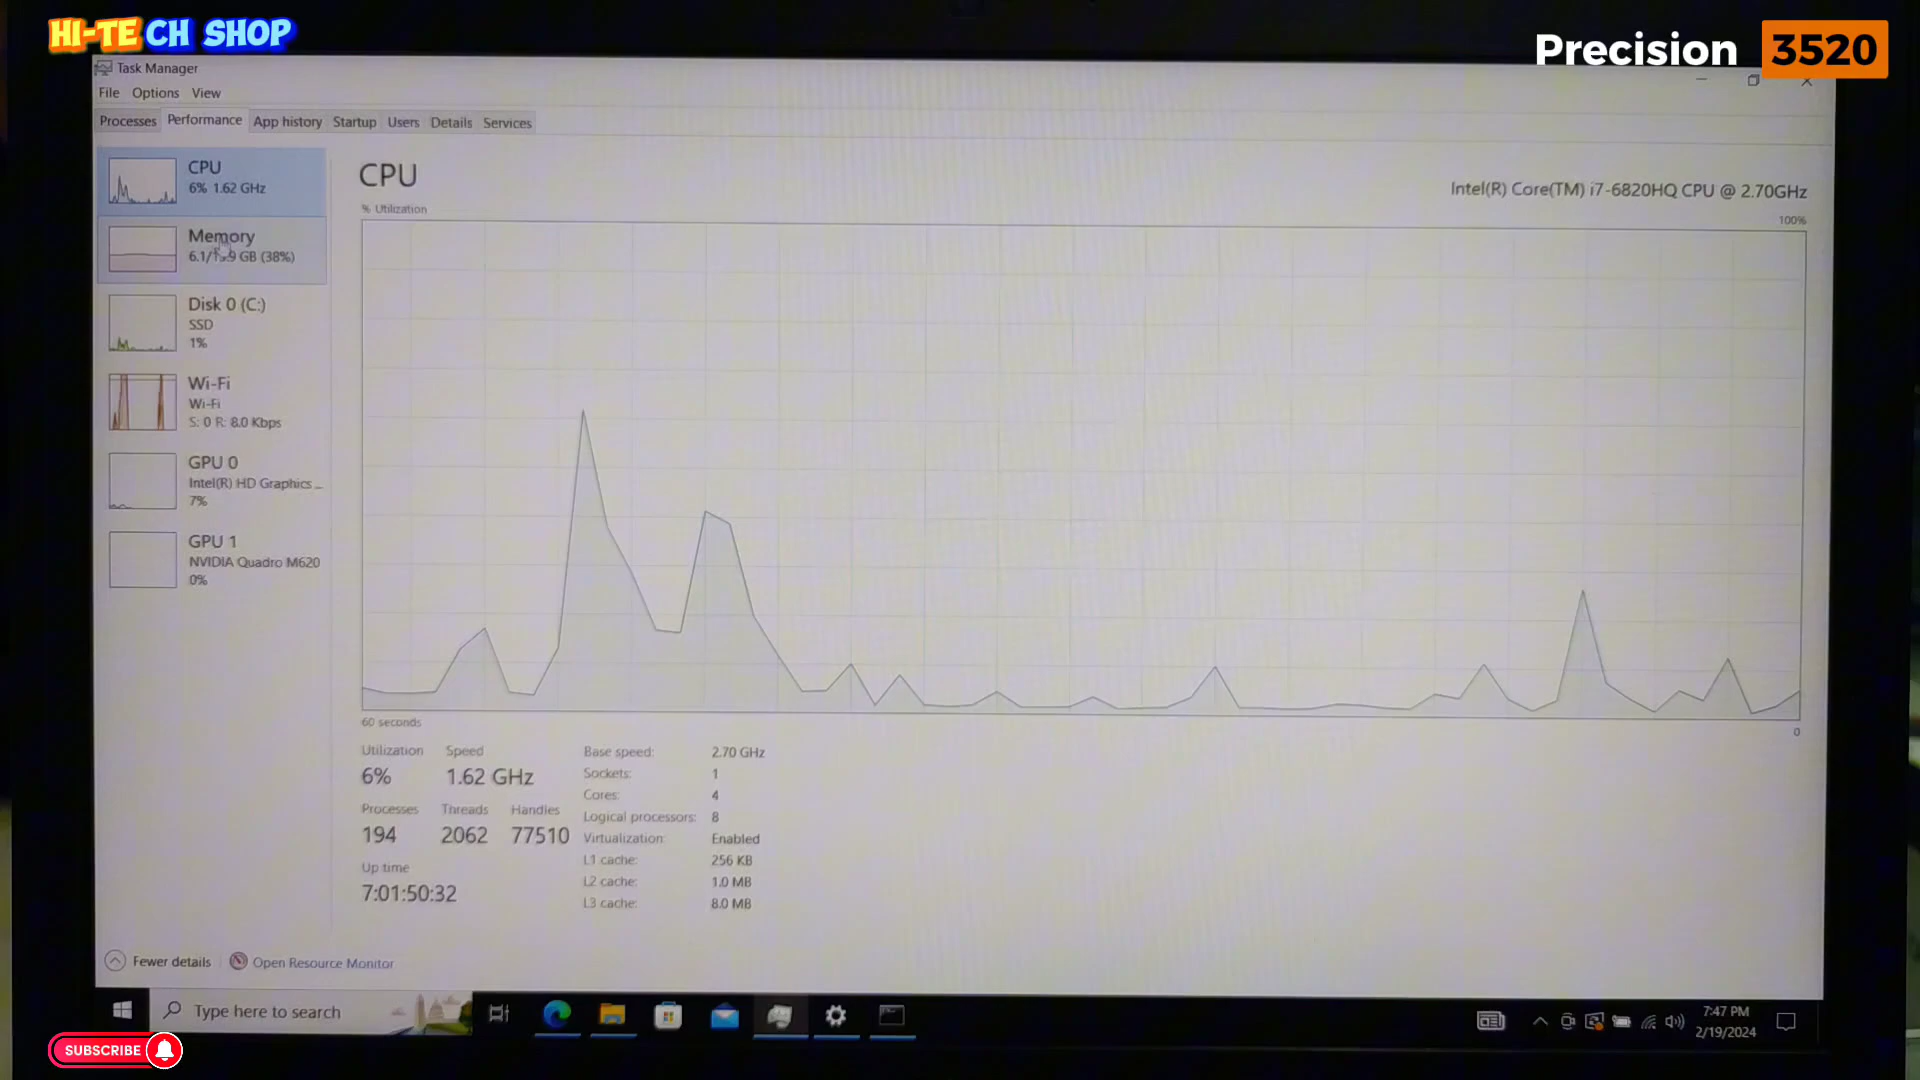 HI-TECH SHOP
Precision 3520
Task Manager
File Options View
Processes Performance App history Startup Users Details Services
CPU
6% 1.62 GHz
Memory
6.1/15.9 GB (38%)
Disk 0 (C:)
SSD
1%
Wi-Fi
Wi-Fi
S: 0 R: 8.0 Kbps
GPU 0
Intel(R) HD Graphics ...
7%
GPU 1
NVIDIA Quadro M620
0%
CPU
Intel(R) Core(TM) i7-6820HQ CPU @ 2.70GHz
% Utilization
100%
60 seconds
0
Utilization Speed
6% 1.62 GHz
Processes Threads Handles
194 2062 77510
Up time
7:01:50:32
Base speed: 2.70 GHz
Sockets: 1
Cores: 4
Logical processors: 8
Virtualization: Enabled
L1 cache: 256 KB
L2 cache: 1.0 MB
L3 cache: 8.0 MB
Fewer details Open Resource Monitor
Type here to search
7:47 PM
2/19/2024
SUBSCRIBE